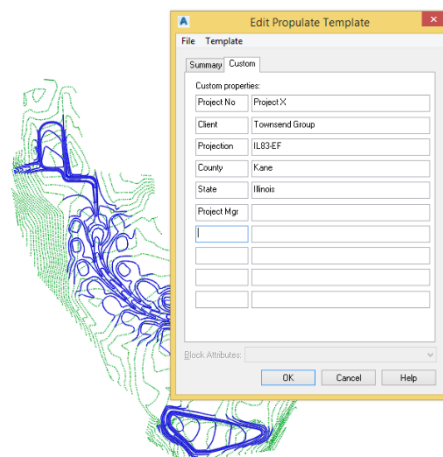 Edit Propulate Template
File Template
Summary Custom
Custom properties:
Project No Project X
Client Townsend Group
Projection IL83-EF
County Kane
State Illinois
Project Mgr
Block Attributes:
OK Cancel Help